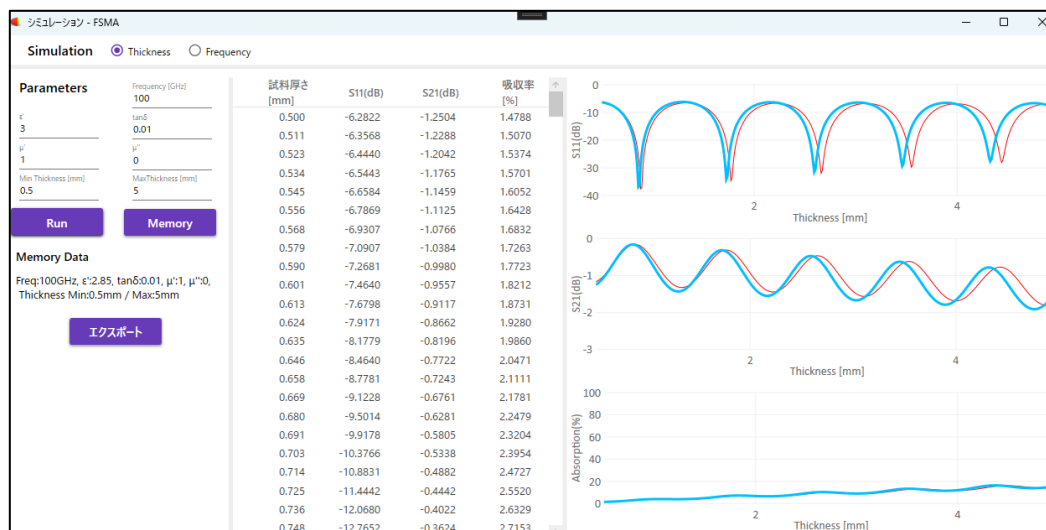 シミュレーション - FSMA
Simulation Thickness Frequency
Parameters
Frequency [GHz]
100
ε' tanδ
3 0.01
μ' μ''
1 0
Min Thickness [mm] MaxThickness [mm]
0.5 5
Run Memory
Memory Data
Freq:100GHz, ε':2.85, tanδ:0.01, μ':1, μ'':0,
Thickness Min:0.5mm / Max:5mm
エクスポート
試料厚さ [mm] S11(dB) S21(dB) 吸収率 [%]
0.500 -6.2822 -1.2504 1.4788
0.511 -6.3568 -1.2288 1.5070
0.523 -6.4440 -1.2042 1.5374
0.534 -6.5443 -1.1765 1.5701
0.545 -6.6584 -1.1459 1.6052
0.556 -6.7869 -1.1125 1.6428
0.568 -6.9307 -1.0766 1.6832
0.579 -7.0907 -1.0384 1.7263
0.590 -7.2681 -0.9980 1.7723
0.601 -7.4640 -0.9557 1.8212
0.613 -7.6798 -0.9117 1.8731
0.624 -7.9171 -0.8662 1.9280
0.635 -8.1779 -0.8196 1.9860
0.646 -8.4640 -0.7722 2.0471
0.658 -8.7781 -0.7243 2.1111
0.669 -9.1228 -0.6761 2.1781
0.680 -9.5014 -0.6281 2.2479
0.691 -9.9178 -0.5805 2.3204
0.703 -10.3766 -0.5338 2.3954
0.714 -10.8831 -0.4882 2.4727
0.725 -11.4442 -0.4442 2.5520
0.736 -12.0680 -0.4022 2.6329
0.748 -12.7652 -0.3624 2.7153
S11(dB)
0
-10
-20
-30
-40
2 4
Thickness [mm]
S21(dB)
0
-1
-2
-3
2 4
Thickness [mm]
Absorption(%)
100
80
60
40
20
0
2 4
Thickness [mm]